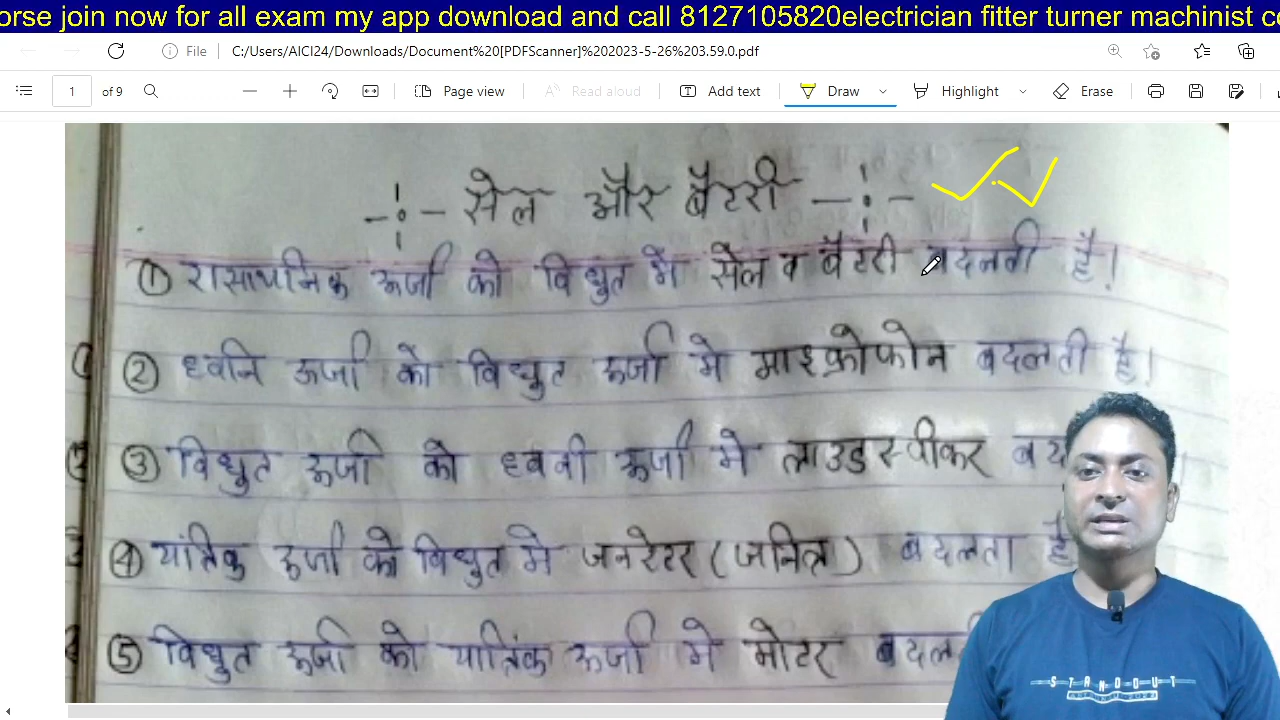 orse join now for all exam my app download and call 8127105820electrician fitter turner machinist c
File C:/Users/AICI24/Downloads/Document%20[PDFScanner]%202023-5-26%203.59.0.pdf
1 of 9 Page view Read aloud Add text Draw Highlight Erase
सेल और बैटरी
① रासायनिक ऊर्जा को विधुत में सेल व बैटरी बदलती है।
② ध्वनि ऊर्जा को विधुत ऊर्जा मे माइक्रोफोन बदलती है।
③ विधुत ऊर्जा को ध्वनी ऊर्जा मे लाउडस्पीकर बद
④ यांत्रिक ऊर्जा को विधुत मे जनरेटर (जनित्र) बदलता है
⑤ विधुत ऊर्जा को यात्रिंक ऊर्जा मे मोटर बदल
STANDOUT